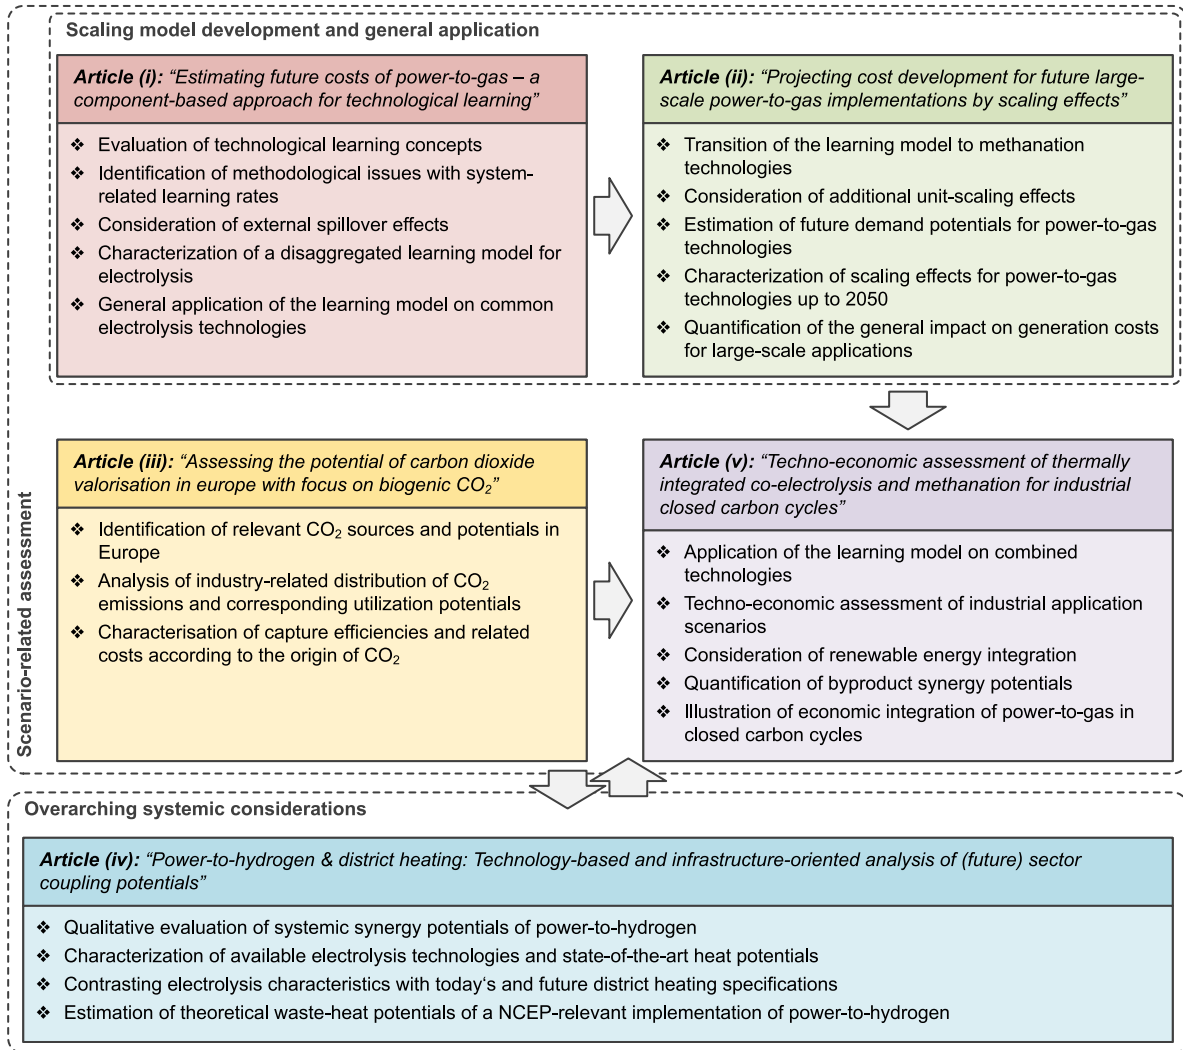 Scaling model development and general application
Article (i): “Estimating future costs of power-to-gas – a
component-based approach for technological learning”
❖ Evaluation of technological learning concepts
❖ Identification of methodological issues with system-
related learning rates
❖ Consideration of external spillover effects
❖ Characterization of a disaggregated learning model for
electrolysis
❖ General application of the learning model on common
electrolysis technologies
Article (ii): “Projecting cost development for future large-
scale power-to-gas implementations by scaling effects”
❖ Transition of the learning model to methanation
technologies
❖ Consideration of additional unit-scaling effects
❖ Estimation of future demand potentials for power-to-gas
technologies
❖ Characterization of scaling effects for power-to-gas
technologies up to 2050
❖ Quantification of the general impact on generation costs
for large-scale applications
Scenario-related assessment
Article (iii): “Assessing the potential of carbon dioxide
valorisation in europe with focus on biogenic CO₂”
❖ Identification of relevant CO₂ sources and potentials in
Europe
❖ Analysis of industry-related distribution of CO₂
emissions and corresponding utilization potentials
❖ Characterisation of capture efficiencies and related
costs according to the origin of CO₂
Article (v): “Techno-economic assessment of thermally
integrated co-electrolysis and methanation for industrial
closed carbon cycles”
❖ Application of the learning model on combined
technologies
❖ Techno-economic assessment of industrial application
scenarios
❖ Consideration of renewable energy integration
❖ Quantification of byproduct synergy potentials
❖ Illustration of economic integration of power-to-gas in
closed carbon cycles
Overarching systemic considerations
Article (iv): “Power-to-hydrogen & district heating: Technology-based and infrastructure-oriented analysis of (future) sector
coupling potentials”
❖ Qualitative evaluation of systemic synergy potentials of power-to-hydrogen
❖ Characterization of available electrolysis technologies and state-of-the-art heat potentials
❖ Contrasting electrolysis characteristics with today‘s and future district heating specifications
❖ Estimation of theoretical waste-heat potentials of a NCEP-relevant implementation of power-to-hydrogen